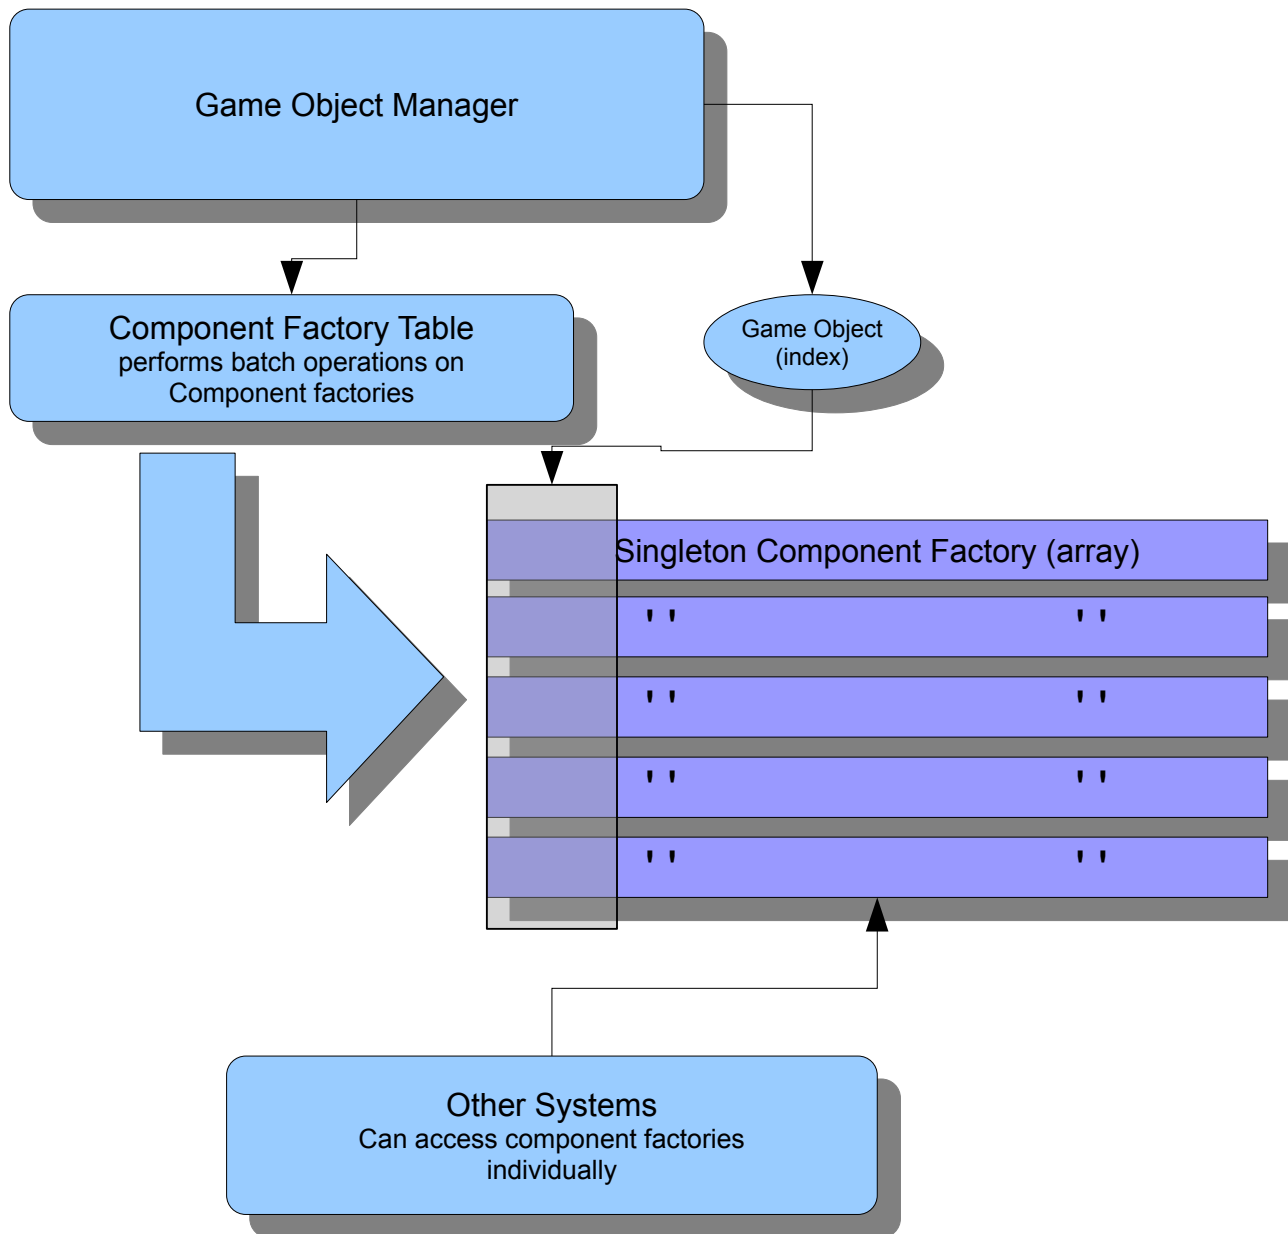 Game Object Manager
Component Factory Table
performs batch operations on
Component factories
Game Object
(index)
Singleton Component Factory (array)
' ' ' '
' ' ' '
' ' ' '
' ' ' '
Other Systems
Can access component factories
individually